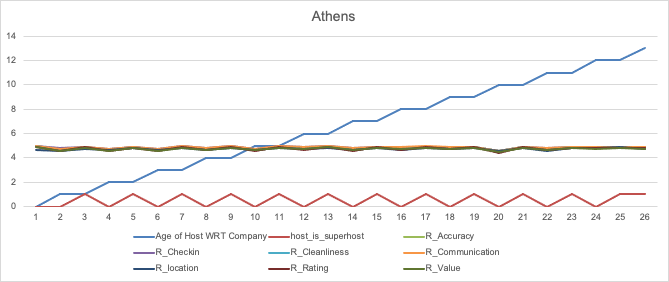 Athens
14
12
10
8
6
4
2
0
1 2 3 4 5 6 7 8 9 10 11 12 13 14 15 16 17 18 19 20 21 22 23 24 25 26
Age of Host WRT Company host_is_superhost R_Accuracy
R_Checkin R_Cleanliness R_Communication
R_location R_Rating R_Value